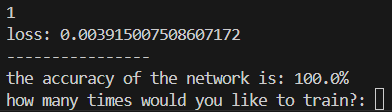 1
loss: 0.003915007508607172
----------------
the accuracy of the network is: 100.0%
how many times would you like to train?: